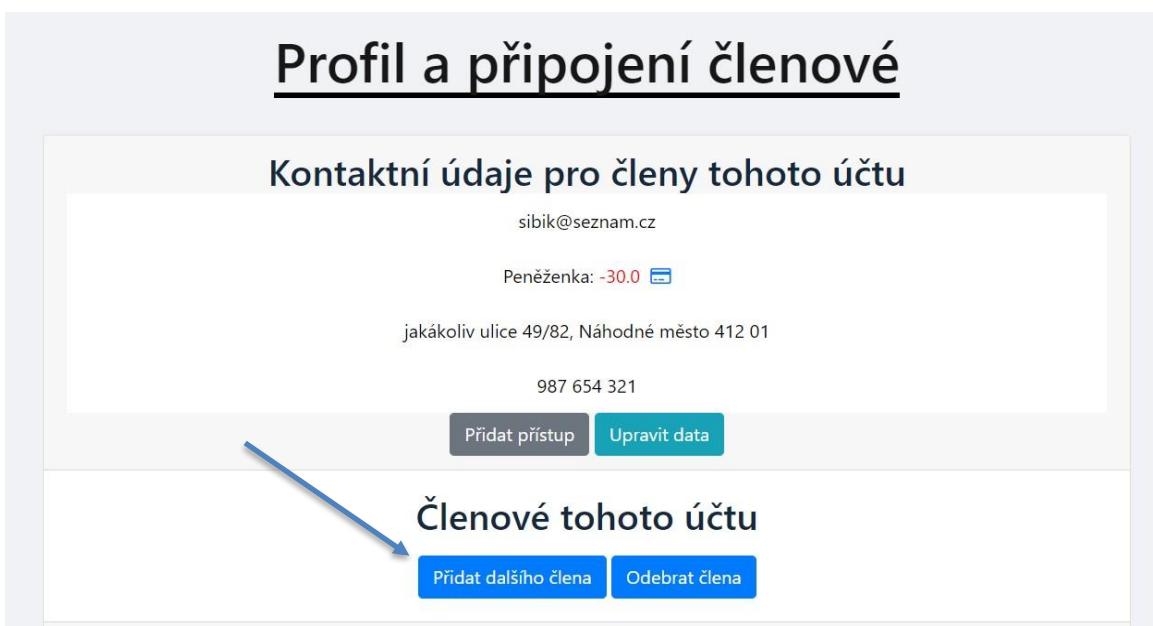 Profil a připojení členové
Kontaktní údaje pro členy tohoto účtu
sibik@seznam.cz
Peněženka: -30.0
jakákoliv ulice 49/82, Náhodné město 412 01
987 654 321
Přidat přístup Upravit data
Členové tohoto účtu
Přidat dalšího člena Odebrat člena